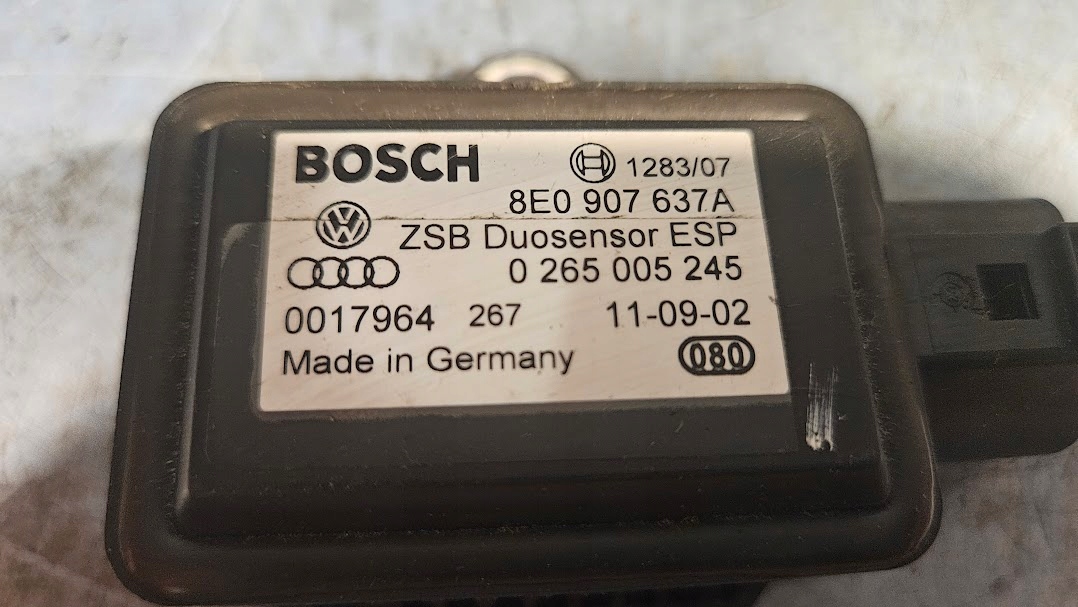 BOSCH 1283/07
8E0 907 637A
ZSB Duosensor ESP
0 265 005 245
0017964 267 11-09-02
Made in Germany 080